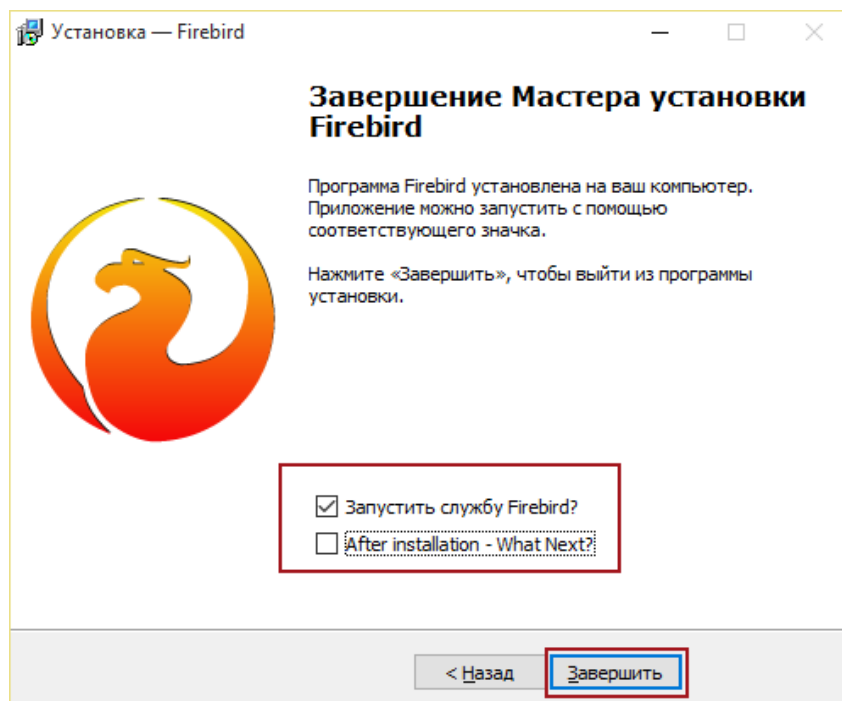 Установка — Firebird
Завершение Мастера установки
Firebird
Программа Firebird установлена на ваш компьютер.
Приложение можно запустить с помощью
соответствующего значка.
Нажмите «Завершить», чтобы выйти из программы
установки.
Запустить службу Firebird?
After installation - What Next?
< Назад
Завершить